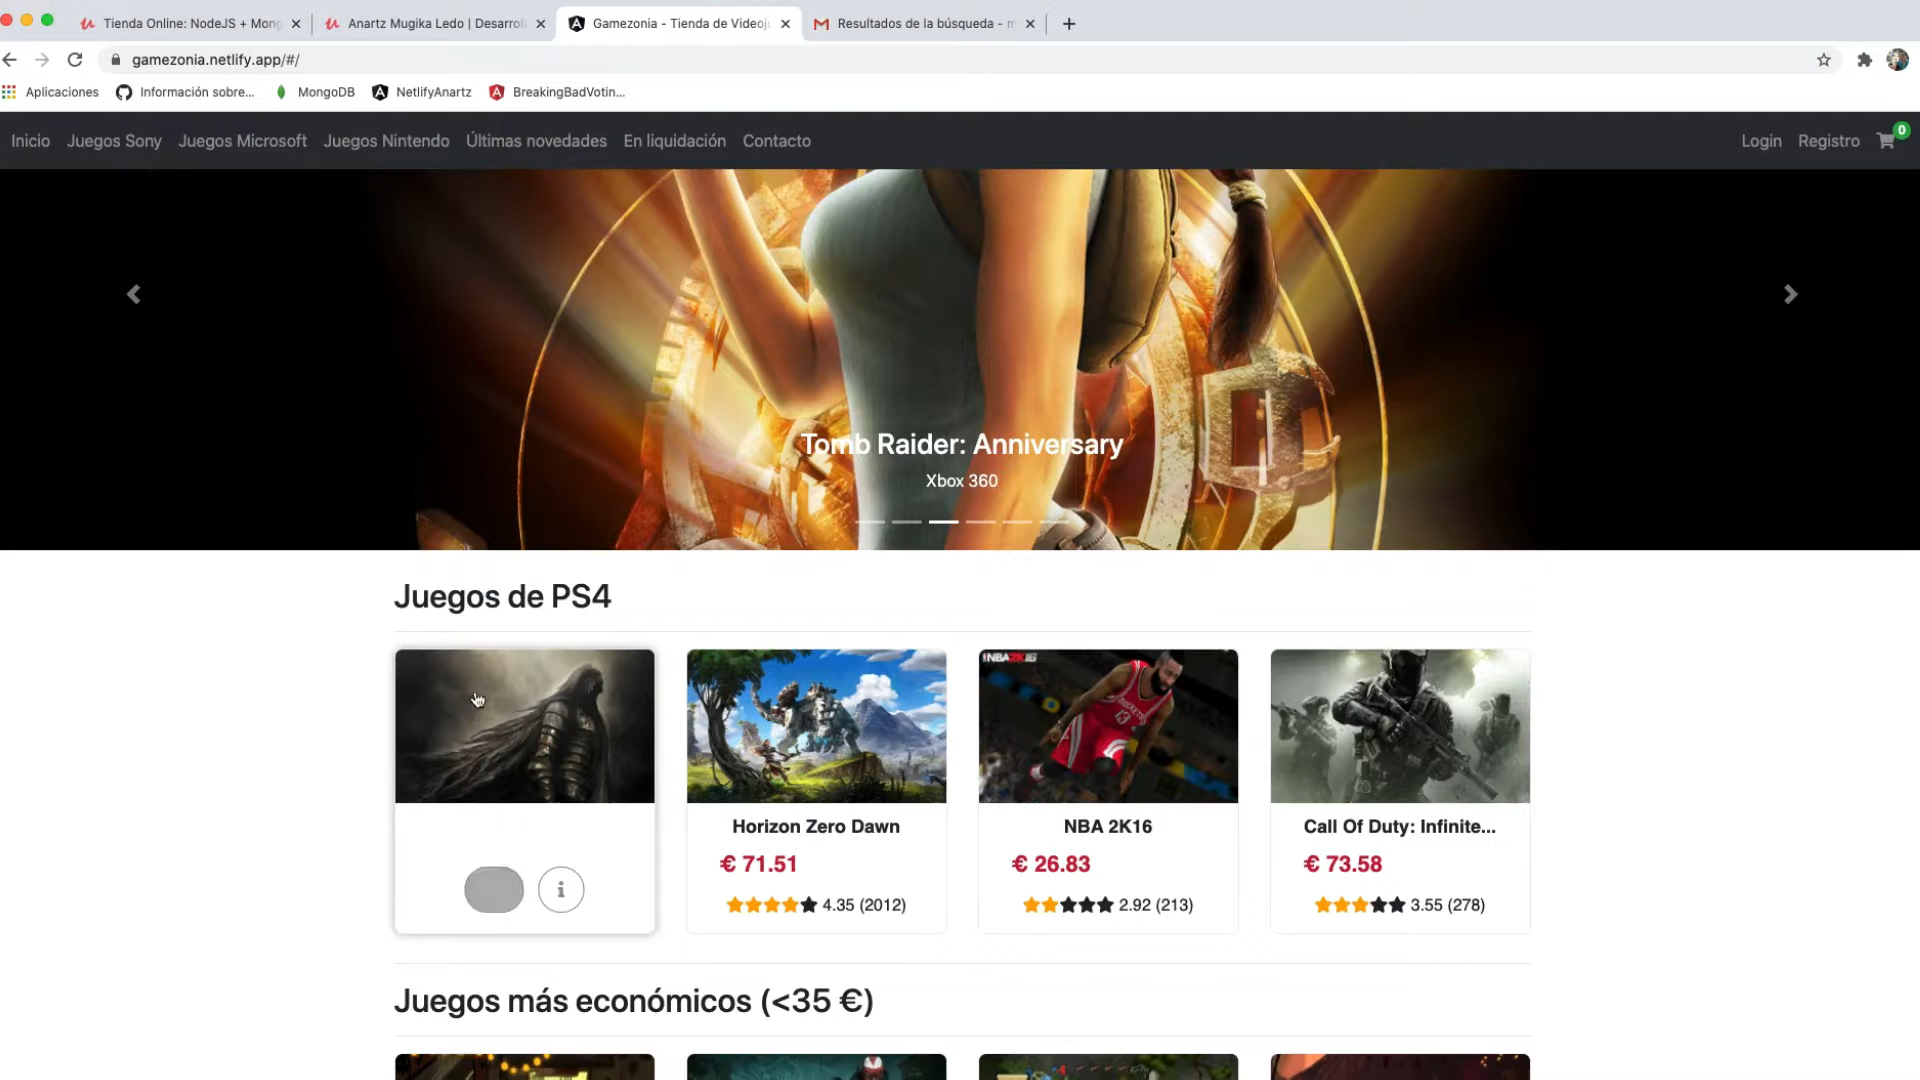 Tienda Online: NodeJS + Mong
Anartz Mugika Ledo | Desarrol
Gamezonia - Tienda de Videoju
Resultados de la búsqueda - m
gamezonia.netlify.app/#/
Aplicaciones
Información sobre...
MongoDB
NetlifyAnartz
BreakingBadVotin...
Inicio
Juegos Sony
Juegos Microsoft
Juegos Nintendo
Últimas novedades
En liquidación
Contacto
Login
Registro
0
Tomb Raider: Anniversary
Xbox 360
Juegos de PS4
NBA2K16
13
Horizon Zero Dawn
NBA 2K16
Call Of Duty: Infinite...
€ 71.51
€ 26.83
€ 73.58
4.35 (2012)
2.92 (213)
3.55 (278)
Juegos más económicos (<35 €)